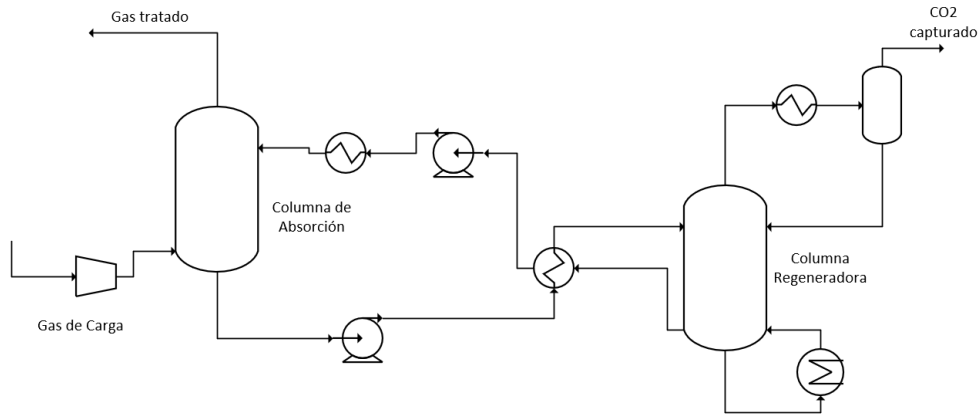 Gas tratado
CO2
capturado
Columna de
Absorción
Columna
Regeneradora
Gas de Carga